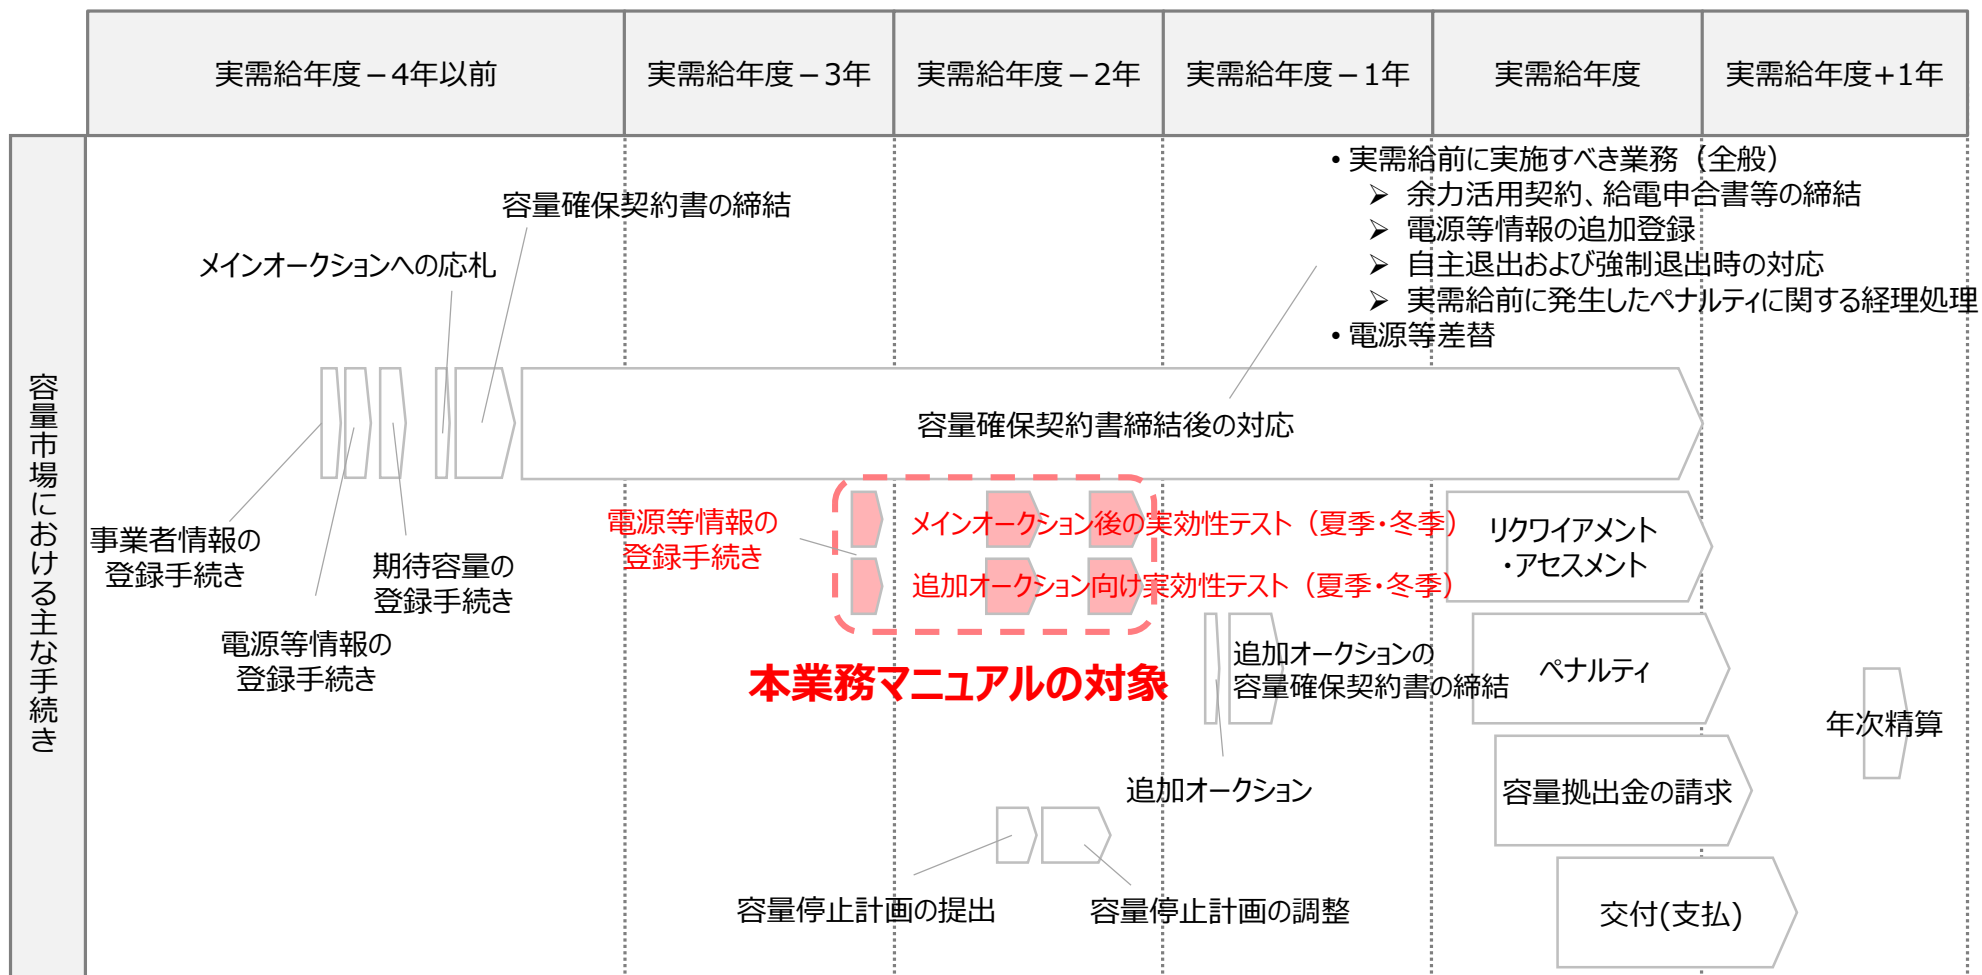 実需給年度－4年以前
実需給年度－3年
実需給年度－2年
実需給年度－1年
実需給年度
実需給年度+1年
容量市場における主な手続き
• 実需給前に実施すべき業務（全般）
➢ 余力活用契約、給電申合書等の締結
➢ 電源等情報の追加登録
➢ 自主退出および強制退出時の対応
➢ 実需給前に発生したペナルティに関する経理処理
• 電源等差替
容量確保契約書の締結
メインオークションへの応札
容量確保契約書締結後の対応
事業者情報の
登録手続き
電源等情報の
登録手続き
期待容量の
登録手続き
電源等情報の
登録手続き
メインオークション後の実効性テスト（夏季・冬季）
追加オークション向け実効性テスト（夏季・冬季）
本業務マニュアルの対象
リクワイアメント
・アセスメント
追加オークションの
容量確保契約書の締結
ペナルティ
年次精算
追加オークション
容量拠出金の請求
容量停止計画の提出
容量停止計画の調整
交付(支払)